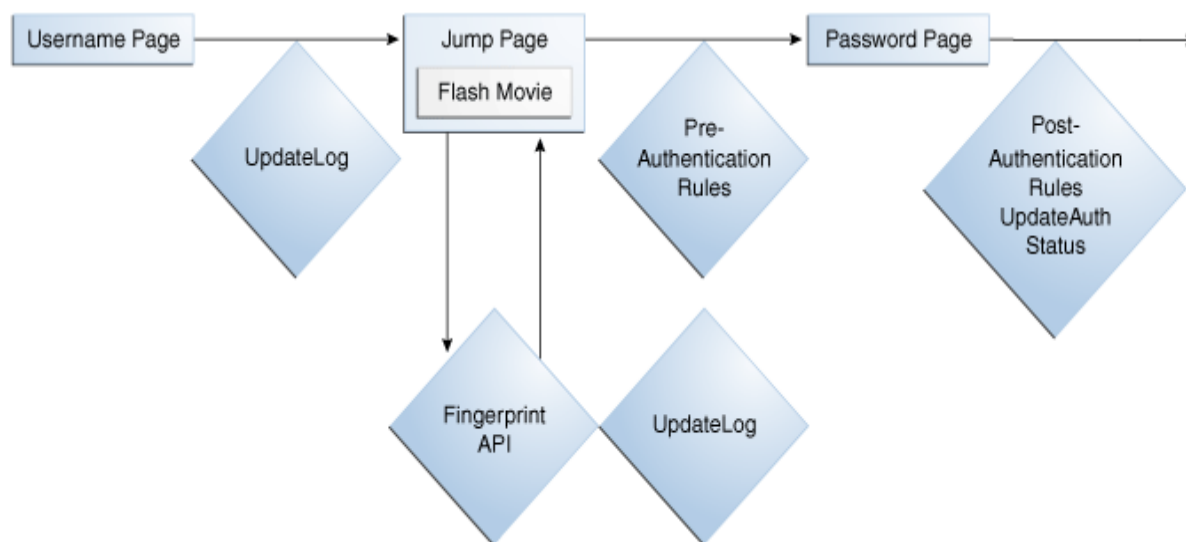 Username Page
Jump Page
Flash Movie
Password Page
UpdateLog
Pre-
Authentication
Rules
Post-
Authentication
Rules
UpdateAuth
Status
Fingerprint
API
UpdateLog